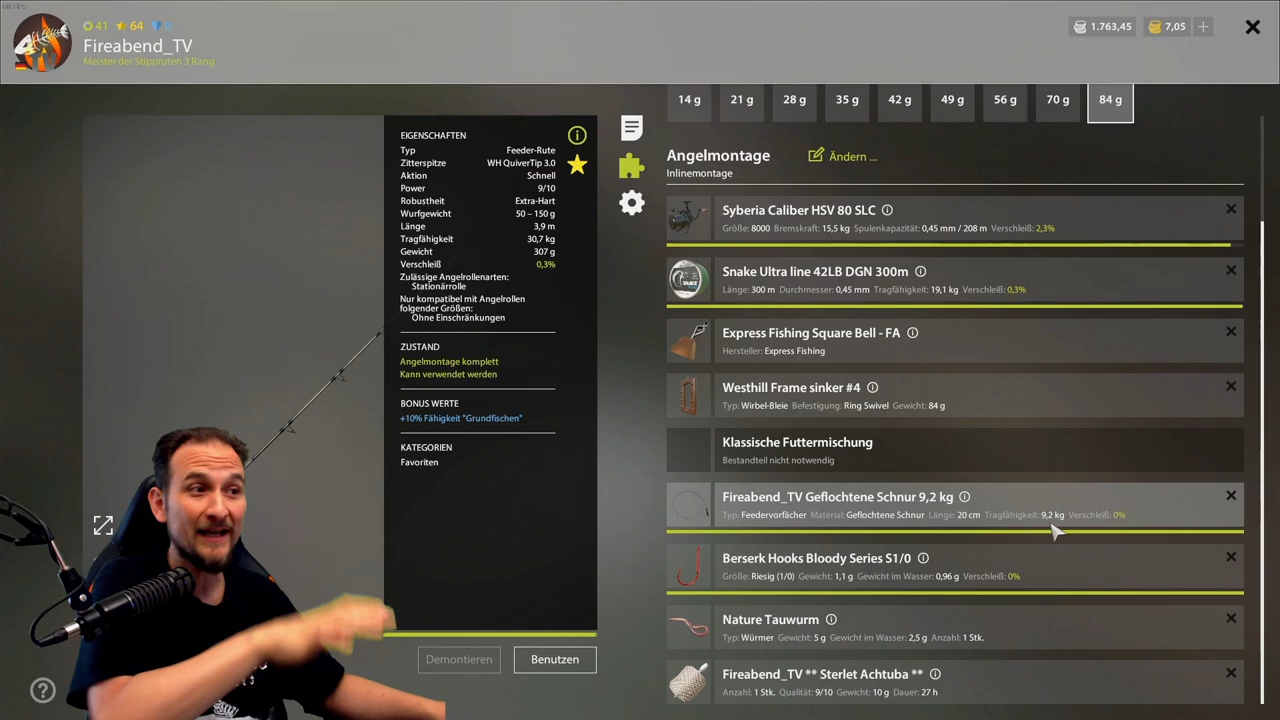 68 FPS
41 64 0
Fireabend_TV
Meister der Stippruten 3 Rang
1.763,45 7,05 +
14 g 21 g 28 g 35 g 42 g 49 g 56 g 70 g 84 g
EIGENSCHAFTEN
Typ Feeder-Rute
Zitterspitze WH QuiverTip 3.0
Aktion Schnell
Power 9/10
Robustheit Extra-Hart
Wurfgewicht 50 – 150 g
Länge 3,9 m
Tragfähigkeit 30,7 kg
Gewicht 307 g
Verschleiß 0,3%
Zulässige Angelrollenarten:
Stationärrolle
Nur kompatibel mit Angelrollen
folgender Größen:
Ohne Einschränkungen
ZUSTAND
Angelmontage komplett
Kann verwendet werden
BONUS WERTE
+10% Fähigkeit "Grundfischen"
KATEGORIEN
Favoriten
Demontieren Benutzen
Angelmontage Ändern ...
Inlinemontage
Syberia Caliber HSV 80 SLC
Größe: 8000 Bremskraft: 15,5 kg Spulenkapazität: 0,45 mm / 208 m Verschleiß: 2,3%
Snake Ultra line 42LB DGN 300m
Länge: 300 m Durchmesser: 0,45 mm Tragfähigkeit: 19,1 kg Verschleiß: 0,3%
Express Fishing Square Bell - FA
Hersteller: Express Fishing
Westhill Frame sinker #4
Typ: Wirbel-Bleie Befestigung: Ring Swivel Gewicht: 84 g
Klassische Futtermischung
Bestandteil nicht notwendig
Fireabend_TV Geflochtene Schnur 9,2 kg
Typ: Feedervorfächer Material: Geflochtene Schnur Länge: 20 cm Tragfähigkeit: 9,2 kg Verschleiß: 0%
Berserk Hooks Bloody Series S1/0
Größe: Riesig (1/0) Gewicht: 1,1 g Gewicht im Wasser: 0,96 g Verschleiß: 0%
Nature Tauwurm
Typ: Würmer Gewicht: 5 g Gewicht im Wasser: 2,5 g Anzahl: 1 Stk.
Fireabend_TV ** Sterlet Achtuba **
Anzahl: 1 Stk. Qualität: 9/10 Gewicht: 10 g Dauer: 27 h